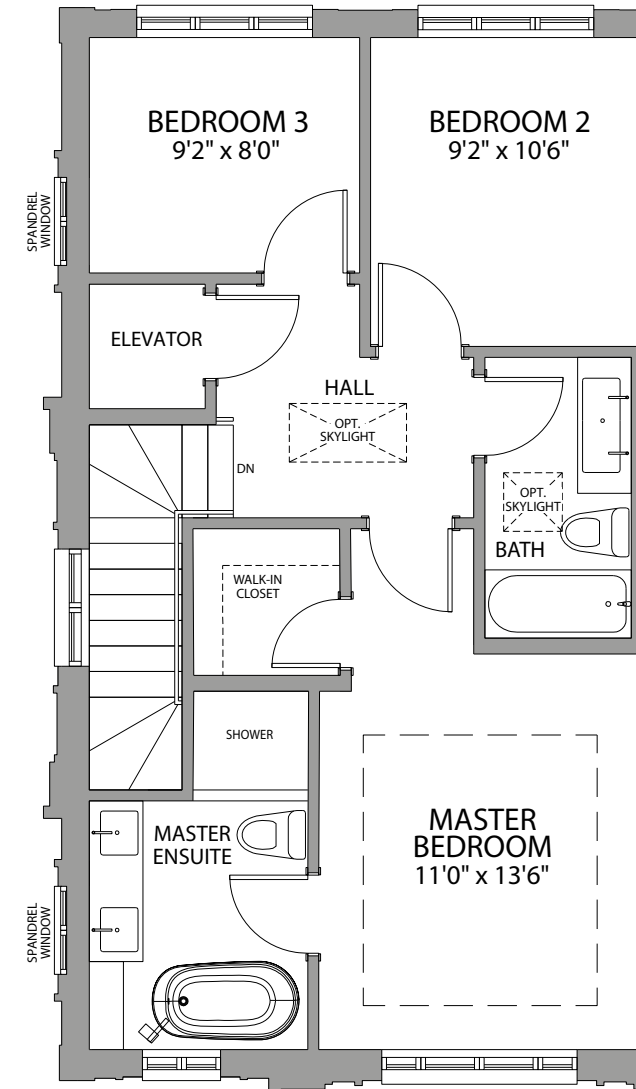 BEDROOM 3
9'2" x 8'0"
BEDROOM 2
9'2" x 10'6"
SPANDREL
WINDOW
ELEVATOR
HALL
OPT.
SKYLIGHT
DN
OPT.
SKYLIGHT
BATH
WALK-IN
CLOSET
SHOWER
MASTER
ENSUITE
MASTER
BEDROOM
11'0" x 13'6"
SPANDREL
WINDOW